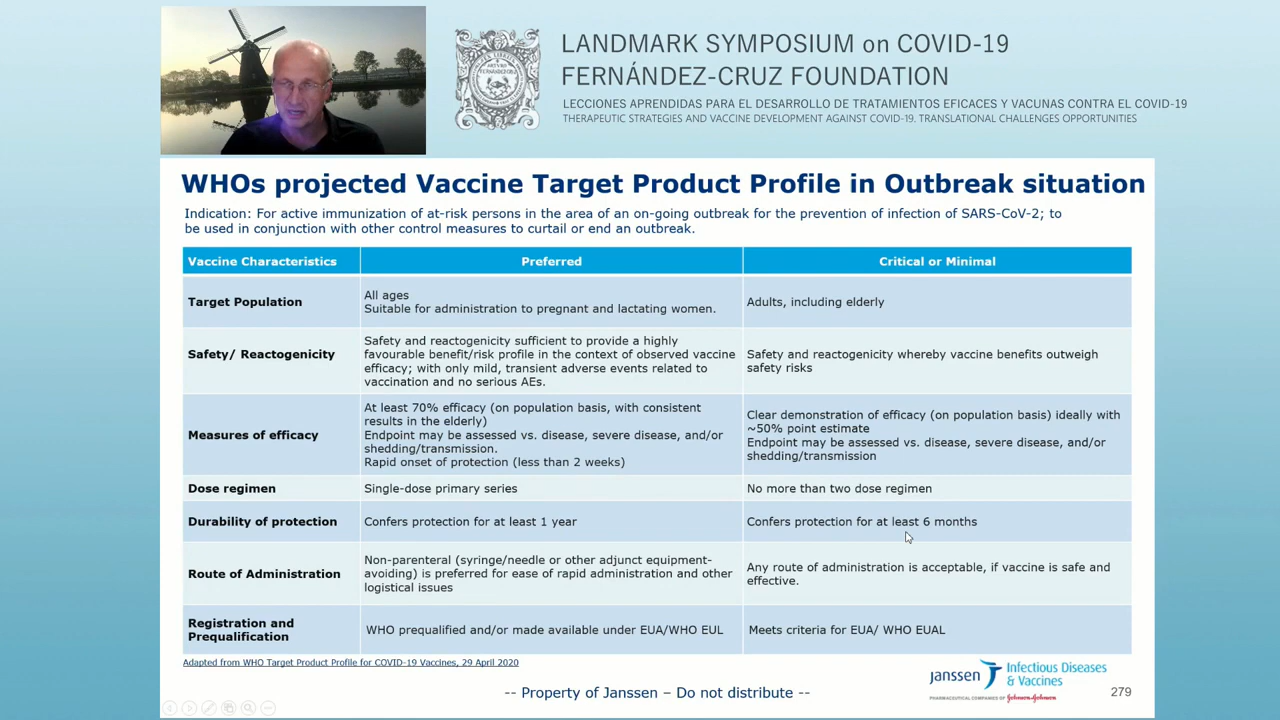 LANDMARK SYMPOSIUM on COVID-19
FERNÁNDEZ-CRUZ FOUNDATION
LECCIONES APRENDIDAS PARA EL DESARROLLO DE TRATAMIENTOS EFICACES Y VACUNAS CONTRA EL COVID-19
THERAPEUTIC STRATEGIES AND VACCINE DEVELOPMENT AGAINST COVID-19. TRANSLATIONAL CHALLENGES OPPORTUNITIES
WHOs projected Vaccine Target Product Profile in Outbreak situation
Indication: For active immunization of at-risk persons in the area of an on-going outbreak for the prevention of infection of SARS-CoV-2; to
be used in conjunction with other control measures to curtail or end an outbreak.
Vaccine Characteristics
Preferred
Critical or Minimal
Target Population
All ages
Suitable for administration to pregnant and lactating women.
Adults, including elderly
Safety/ Reactogenicity
Safety and reactogenicity sufficient to provide a highly
favourable benefit/risk profile in the context of observed vaccine
efficacy; with only mild, transient adverse events related to
vaccination and no serious AEs.
Safety and reactogenicity whereby vaccine benefits outweigh
safety risks
Measures of efficacy
At least 70% efficacy (on population basis, with consistent
results in the elderly)
Endpoint may be assessed vs. disease, severe disease, and/or
shedding/transmission.
Rapid onset of protection (less than 2 weeks)
Clear demonstration of efficacy (on population basis) ideally with
~50% point estimate
Endpoint may be assessed vs. disease, severe disease, and/or
shedding/transmission
Dose regimen
Single-dose primary series
No more than two dose regimen
Durability of protection
Confers protection for at least 1 year
Confers protection for at least 6 months
Route of Administration
Non-parenteral (syringe/needle or other adjunct equipment-
avoiding) is preferred for ease of rapid administration and other
logistical issues
Any route of administration is acceptable, if vaccine is safe and
effective.
Registration and
Prequalification
WHO prequalified and/or made available under EUA/WHO EUL
Meets criteria for EUA/ WHO EUAL
Adapted from WHO Target Product Profile for COVID-19 Vaccines, 29 April 2020
janssen
Infectious Diseases
& Vaccines
PHARMACEUTICAL COMPANIES OF Johnson&Johnson
-- Property of Janssen – Do not distribute --
279